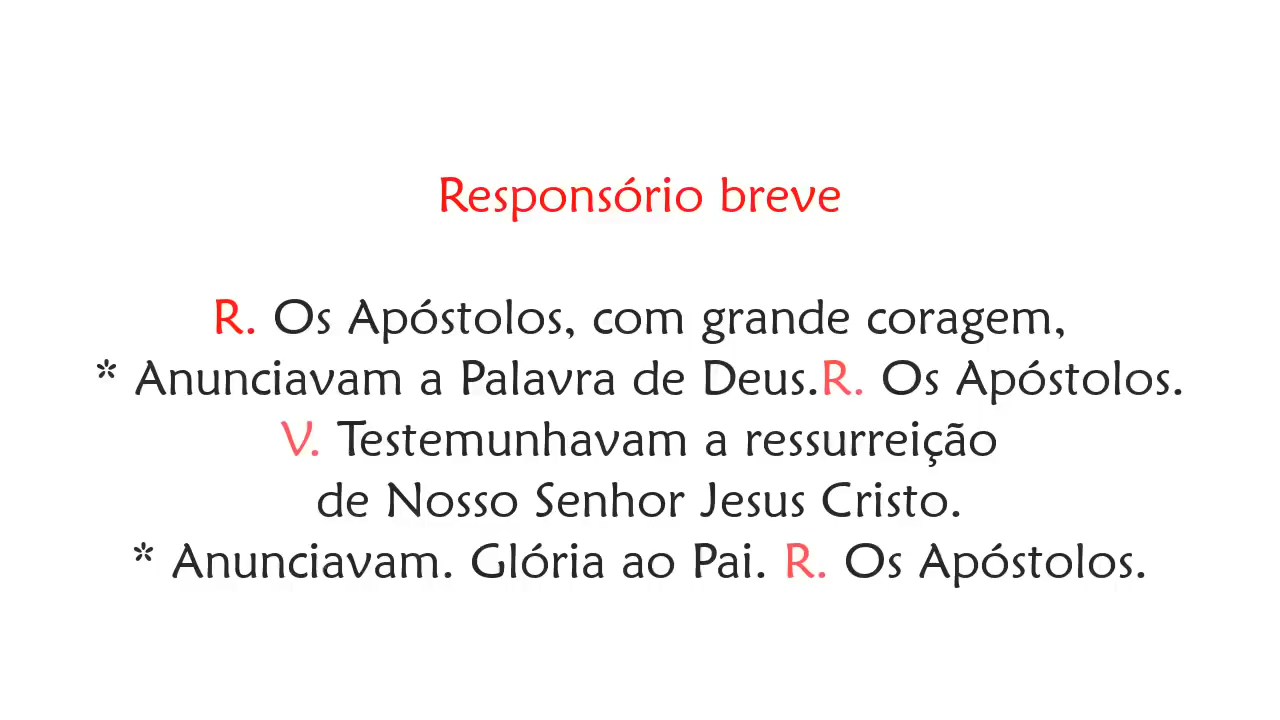 Responsório breve
R. Os Apóstolos, com grande coragem,
* Anunciavam a Palavra de Deus.R. Os Apóstolos.
V. Testemunhavam a ressurreição
de Nosso Senhor Jesus Cristo.
* Anunciavam. Glória ao Pai. R. Os Apóstolos.